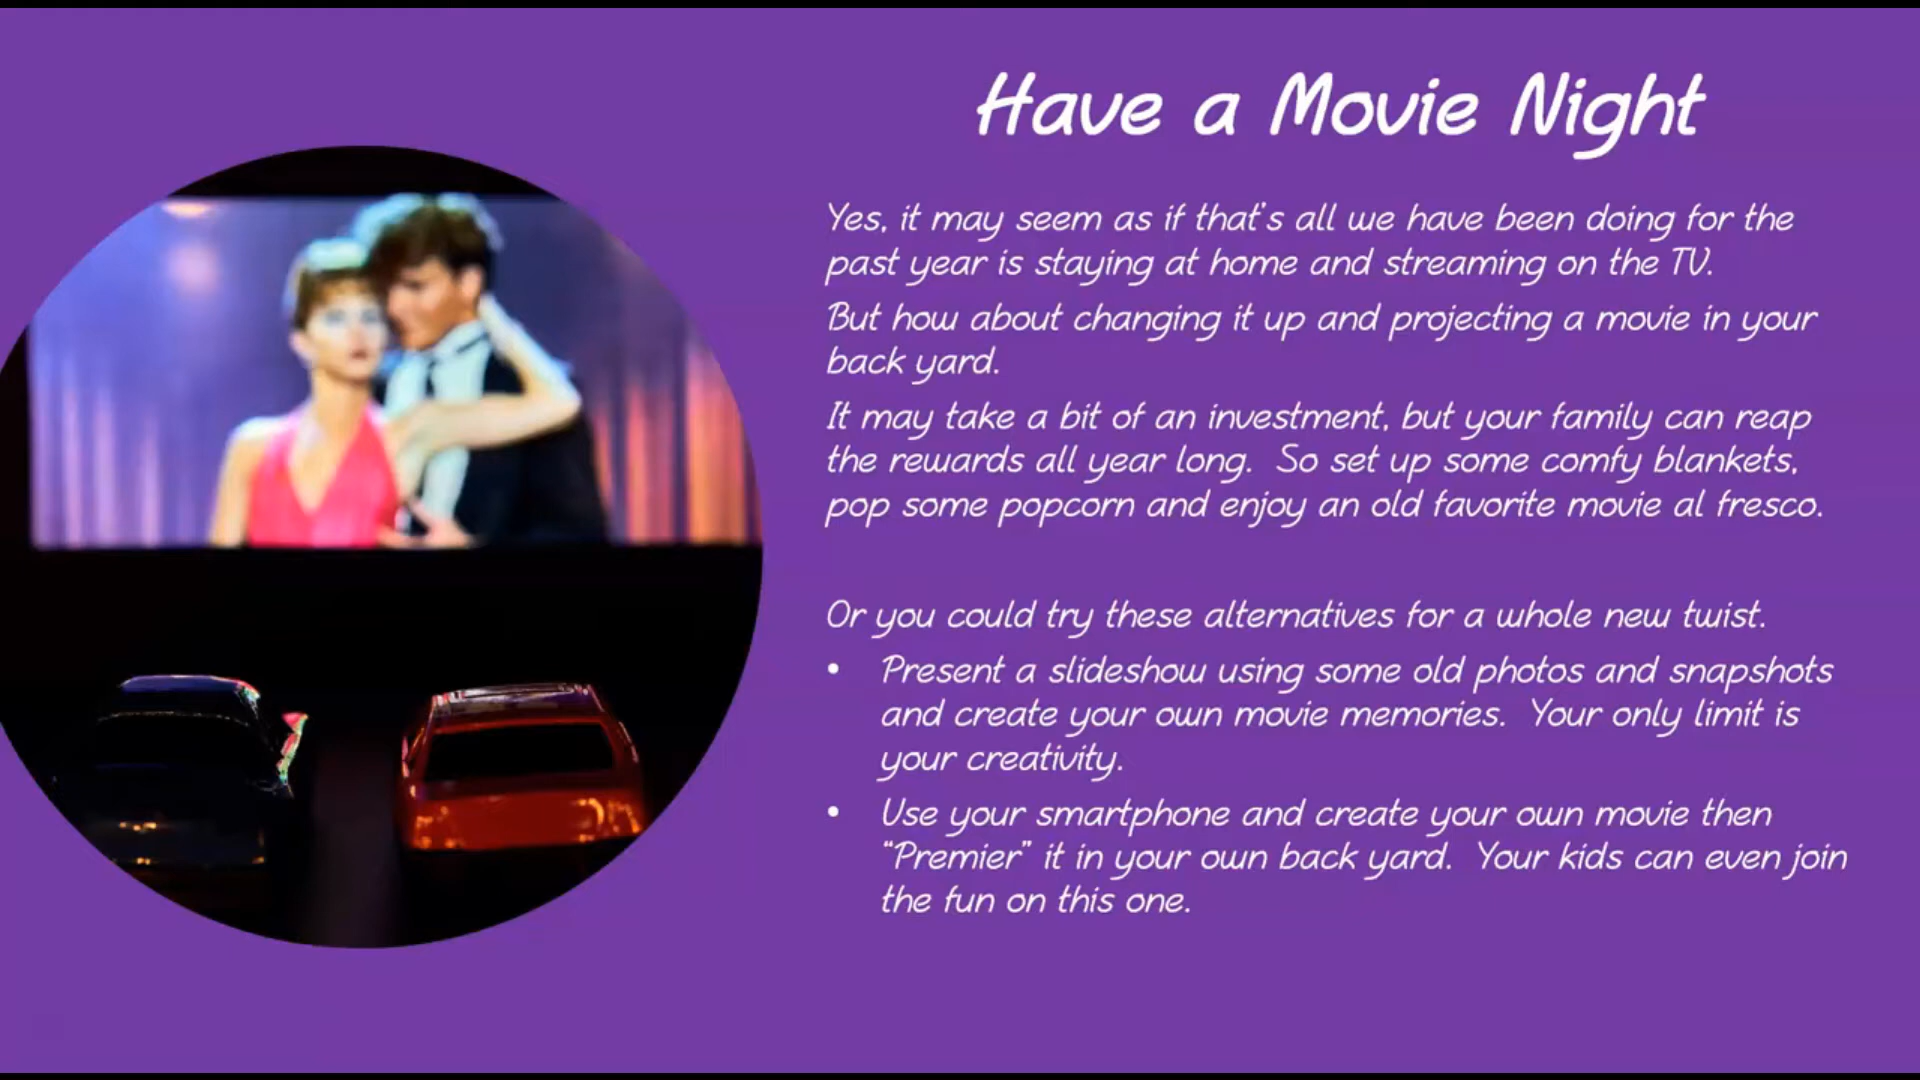 Have a Movie Night
Yes, it may seem as if that's all we have been doing for the
past year is staying at home and streaming on the TV.
But how about changing it up and projecting a movie in your
back yard.
It may take a bit of an investment, but your family can reap
the rewards all year long.  So set up some comfy blankets,
pop some popcorn and enjoy an old favorite movie al fresco.
Or you could try these alternatives for a whole new twist.
• Present a slideshow using some old photos and snapshots
and create your own movie memories.  Your only limit is
your creativity.
• Use your smartphone and create your own movie then
“Premier” it in your own back yard.  Your kids can even join
the fun on this one.